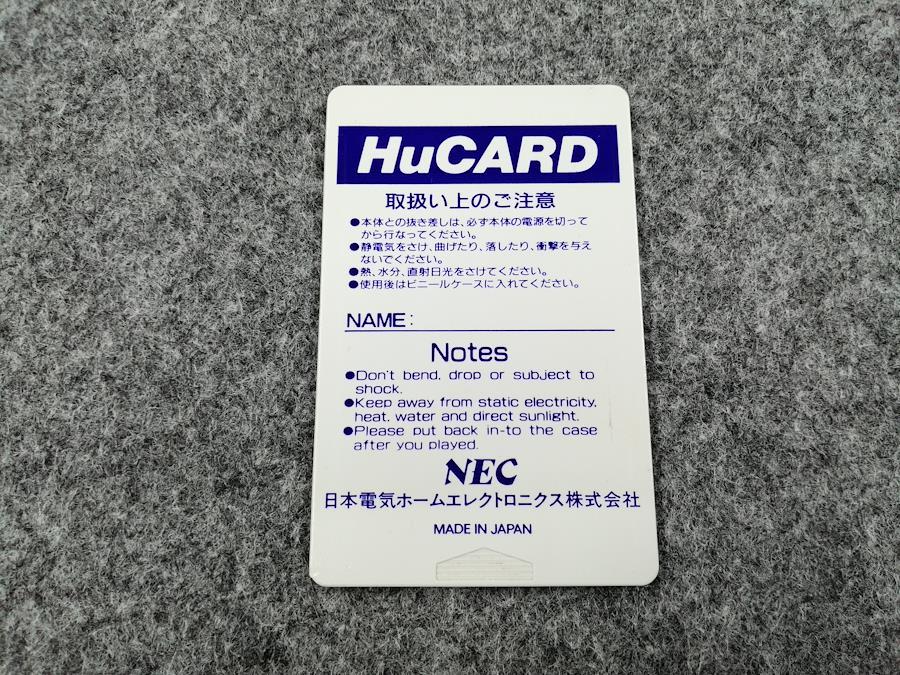 HuCARD
取扱い上のご注意
●本体との抜き差しは、必ず本体の電源を切って
から行なってください。
●静電気をさけ、曲げたり、落したり、衝撃を与え
ないでください。
●熱、水分、直射日光をさけてください。
●使用後はビニールケースに入れてください。
NAME:
Notes
●Don't bend, drop or subject to
shock.
●Keep away from static electricity,
heat, water and direct sunlight.
●Please put back in-to the case
after you played.
NEC
日本電気ホームエレクトロニクス株式会社
MADE IN JAPAN